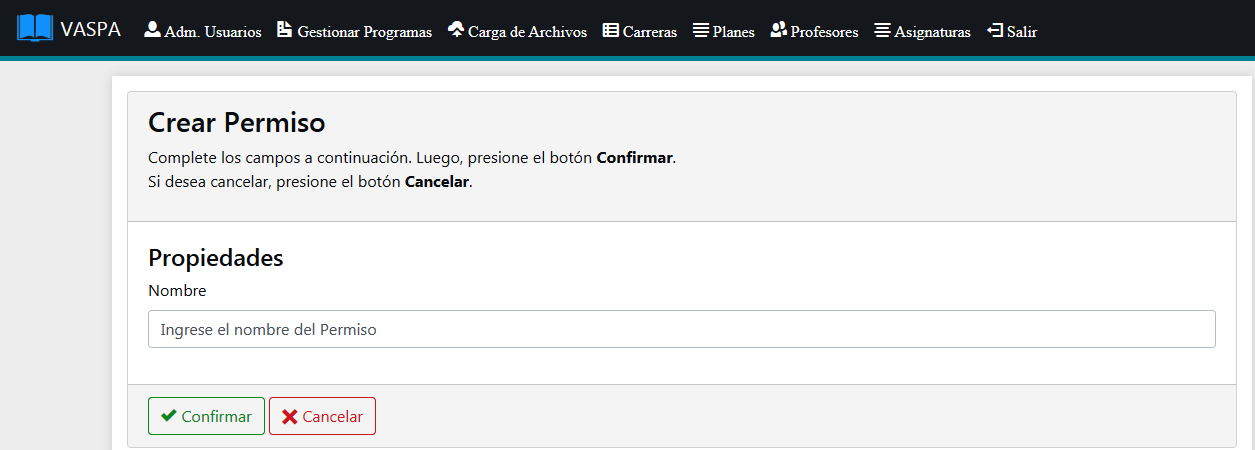 VASPA Adm. Usuarios Gestionar Programas Carga de Archivos Carreras Planes Profesores Asignaturas Salir
Crear Permiso
Complete los campos a continuación. Luego, presione el botón Confirmar.
Si desea cancelar, presione el botón Cancelar.
Propiedades
Nombre
Ingrese el nombre del Permiso
Confirmar Cancelar